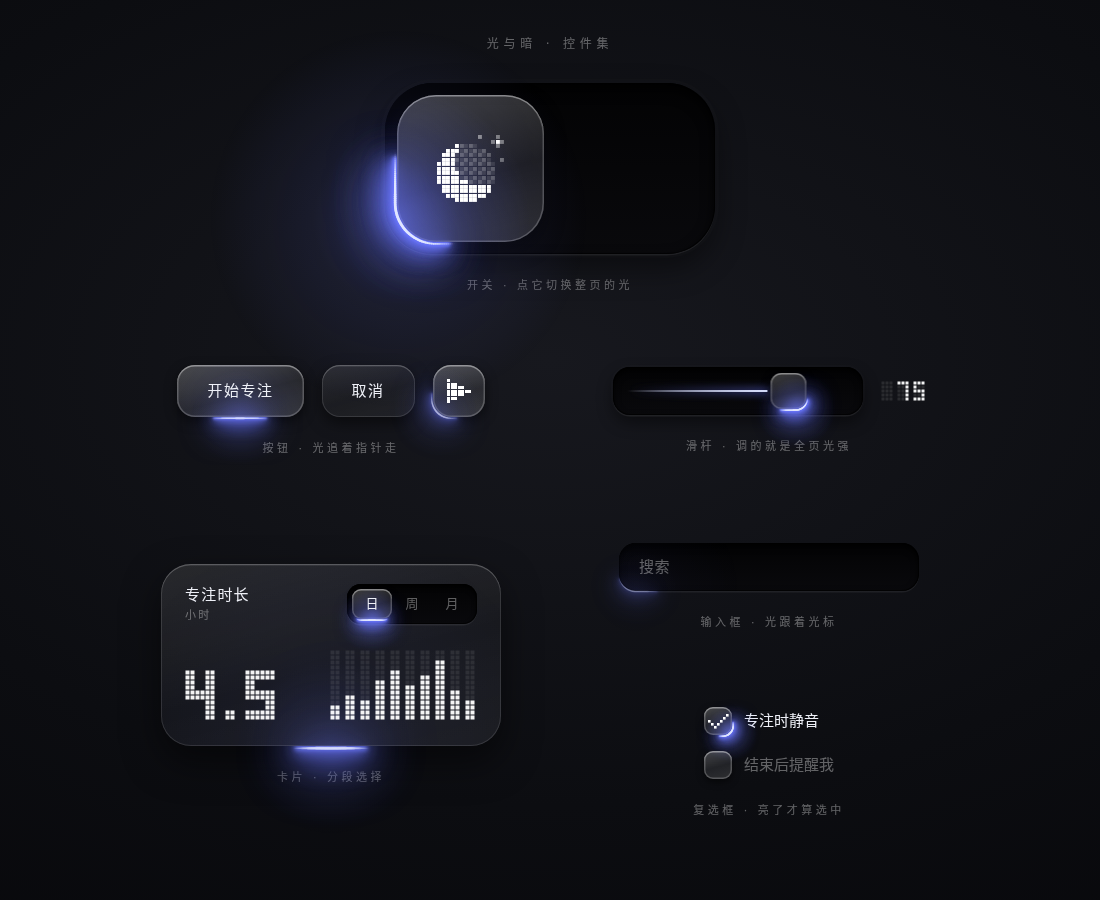 光与暗 · 控件集
开关 · 点它切换整页的光
开始专注
取消
按钮 · 光追着指针走
75
滑杆 · 调的就是全页光强
专注时长
小时
日 周 月
4.5
卡片 · 分段选择
搜索
输入框 · 光跟着光标
专注时静音
结束后提醒我
复选框 · 亮了才算选中